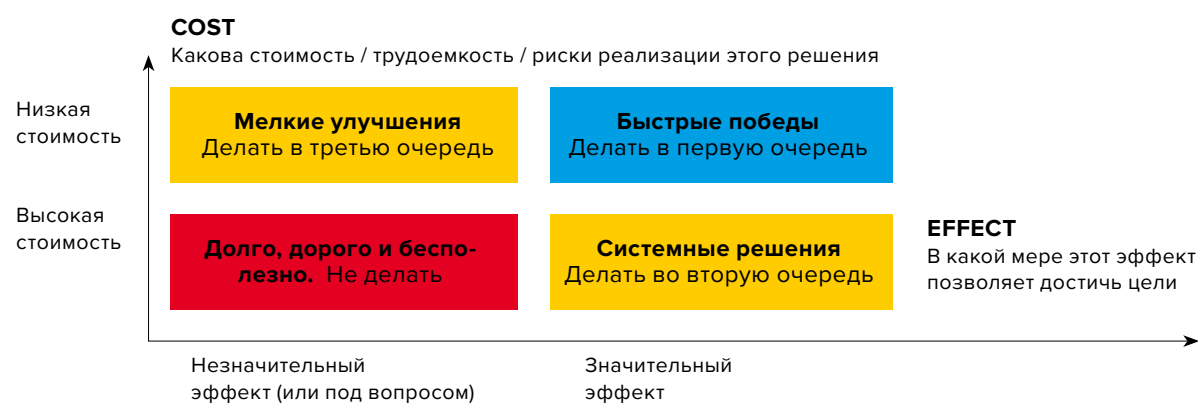 COST
Какова стоимость / трудоемкость / риски реализации этого решения
Низкая
стоимость
Мелкие улучшения
Делать в третью очередь
Быстрые победы
Делать в первую очередь
Высокая
стоимость
Долго, дорого и беспо-
лезно. Не делать
Системные решения
Делать во вторую очередь
EFFECT
В какой мере этот эффект
позволяет достичь цели
Незначительный
эффект (или под вопросом)
Значительный
эффект